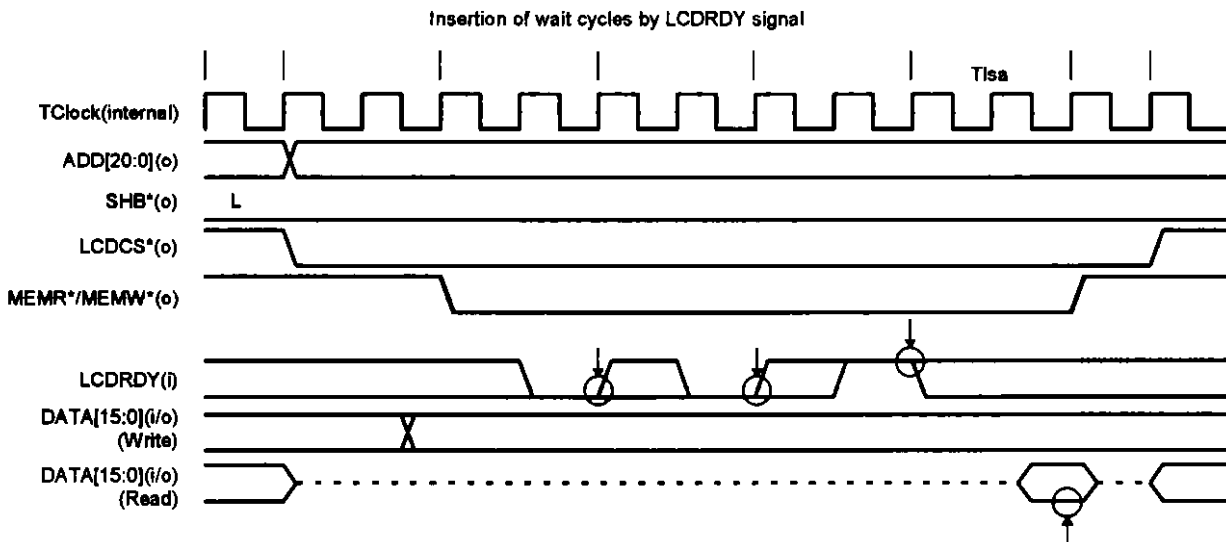 Insertion of wait cycles by LCDRDY signal
Tlsa
TClock(internal)
ADD[20:0](o)
SHB*(o)
L
LCDCS*(o)
MEMR*/MEMW*(o)
LCDRDY(i)
DATA[15:0](i/o)
(Write)
DATA[15:0](i/o)
(Read)